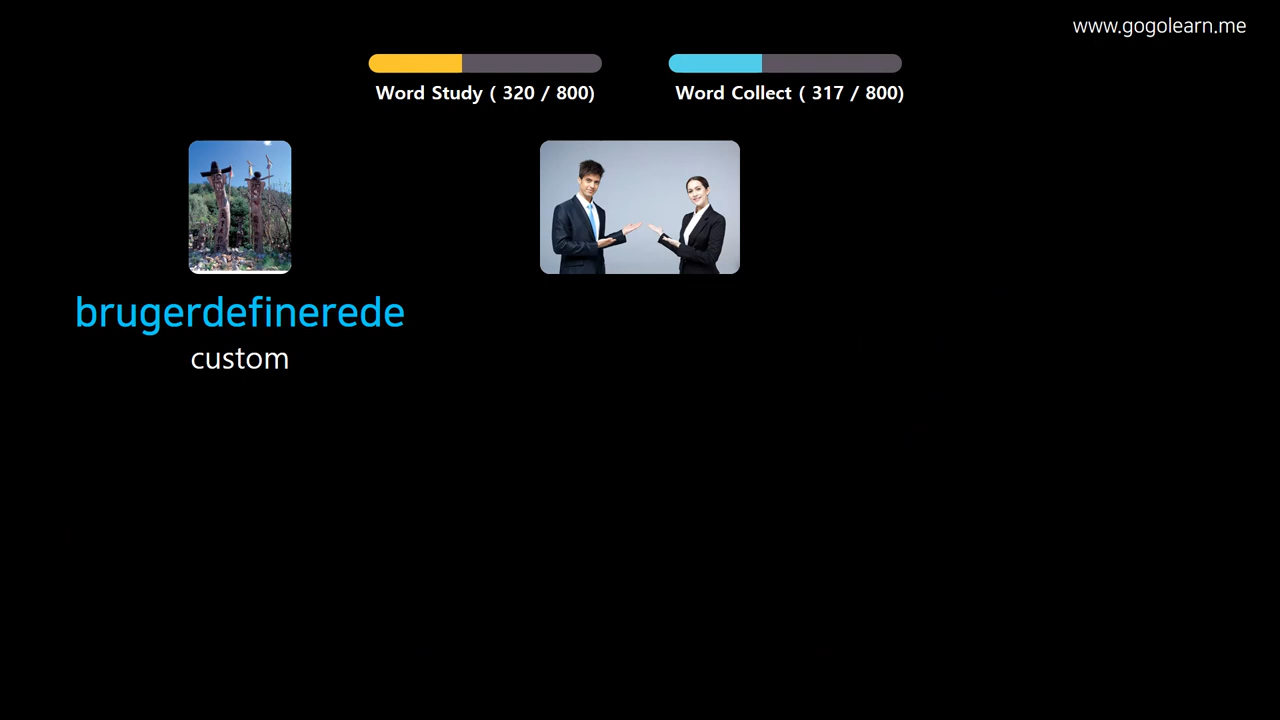 www.gogolearn.me
Word Study ( 320 / 800)
Word Collect ( 317 / 800)
brugerdefinerede
custom